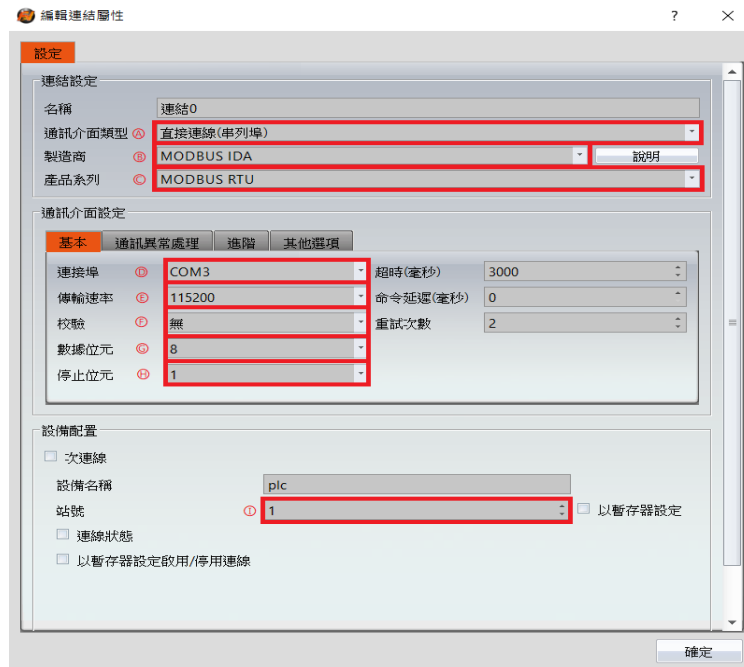 編輯連結屬性 ? ×
設定
連結設定
名稱 連結0
通訊介面類型 Ⓐ 直接連線(串列埠)
製造商 Ⓑ MODBUS IDA 說明
產品系列 Ⓒ MODBUS RTU
通訊介面設定
基本 通訊異常處理 進階 其他選項
連接埠 Ⓓ COM3 超時(毫秒) 3000
傳輸速率 Ⓔ 115200 命令延遲(毫秒) 0
校驗 Ⓕ 無 重試次數 2
數據位元 Ⓖ 8
停止位元 Ⓗ 1
設備配置
次連線
設備名稱 plc
站號 Ⓘ 1 以暫存器設定
連線狀態
以暫存器設定啟用/停用連線
確定